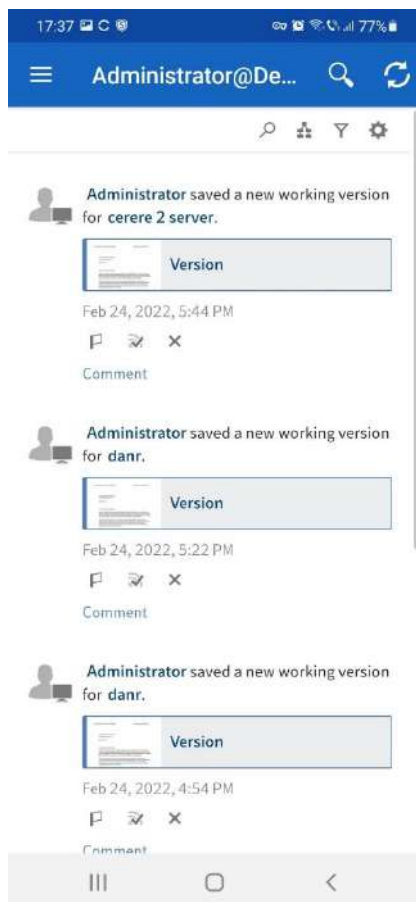 17:37 77%
Administrator@De...
Administrator saved a new working version
for cerere 2 server.
Version
Feb 24, 2022, 5:44 PM
Comment
Administrator saved a new working version
for danr.
Version
Feb 24, 2022, 5:22 PM
Comment
Administrator saved a new working version
for danr.
Version
Feb 24, 2022, 4:54 PM
Comment